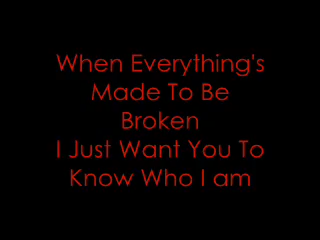 When Everything's
Made To Be
Broken
I Just Want You To
Know Who I am